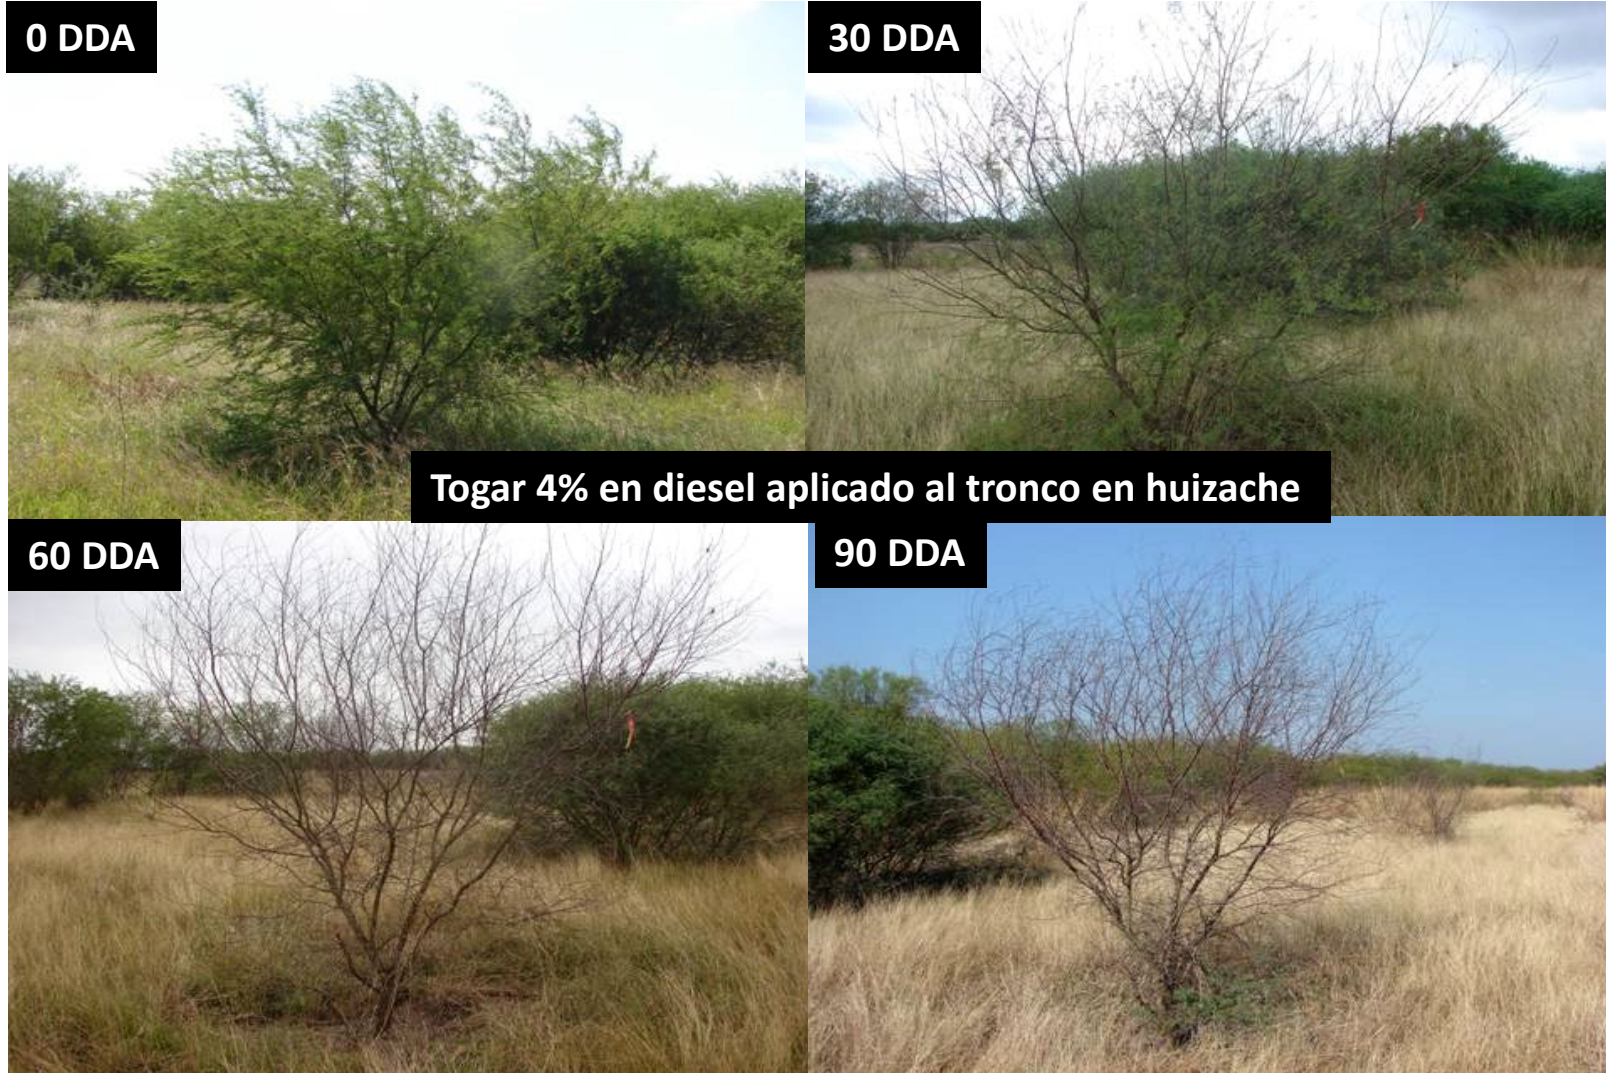 0 DDA
30 DDA
Togar 4% en diesel aplicado al tronco en huizache
60 DDA
90 DDA